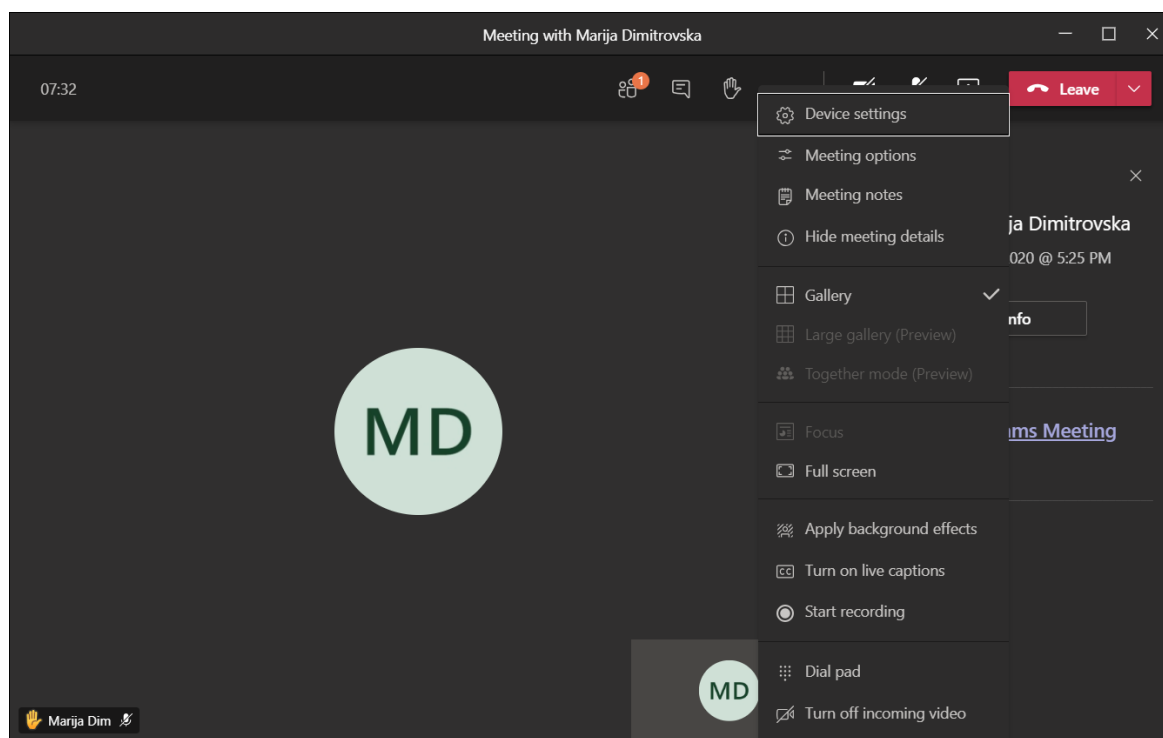 Meeting with Marija Dimitrovska
07:32
1
Leave
Device settings
Meeting options
Meeting notes
ja Dimitrovska
Hide meeting details
020 @ 5:25 PM
Gallery
nfo
Large gallery (Preview)
Together mode (Preview)
MD
Focus
ams Meeting
Full screen
Apply background effects
CC Turn on live captions
Start recording
Dial pad
MD
Marija Dim
Turn off incoming video